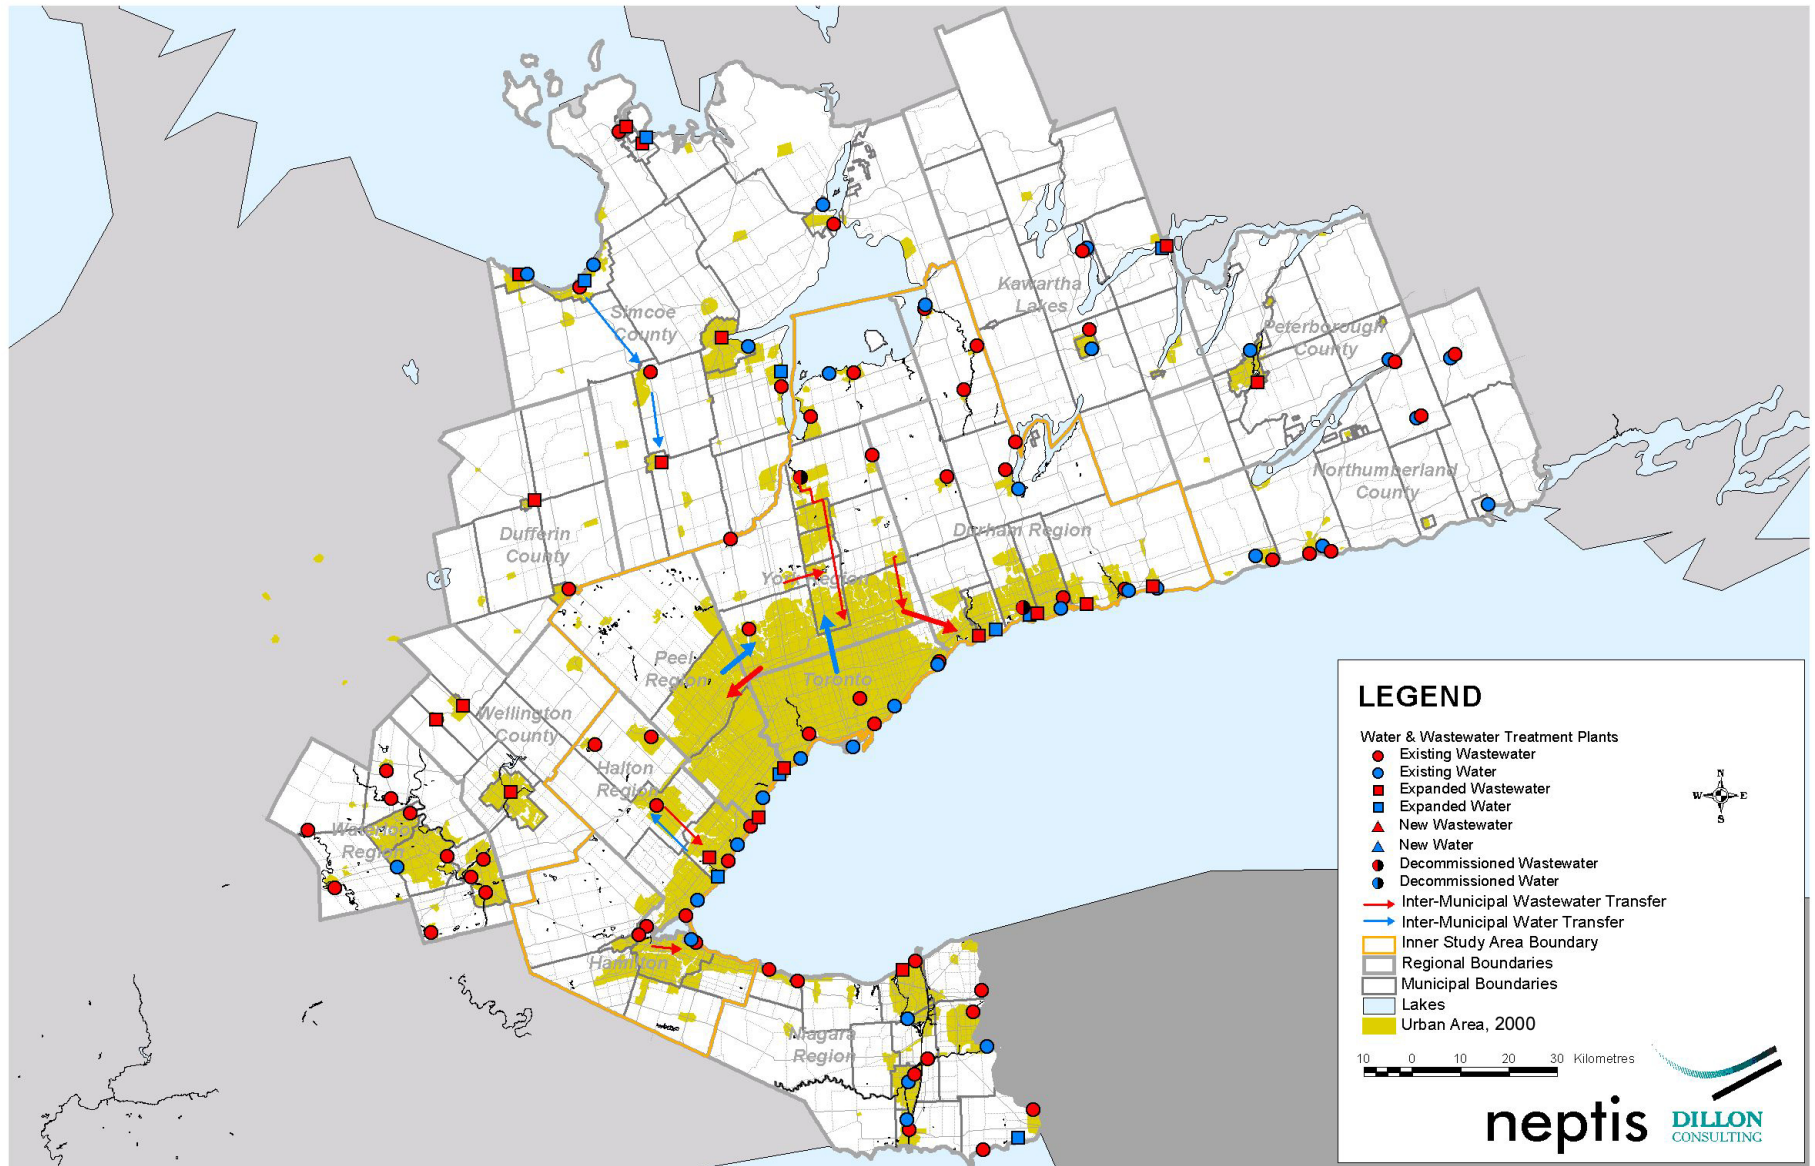 Simcoe
County
Kawartha
Lakes
Peterborough
County
Northumberland
County
Dufferin
County
Durham Region
York Region
Peel
Region
Toronto
Wellington
County
Halton
Region
Waterloo
Region
Hamilton
Niagara
Region
LEGEND
Water & Wastewater Treatment Plants
Existing Wastewater
Existing Water
Expanded Wastewater
Expanded Water
New Wastewater
New Water
Decommissioned Wastewater
Decommissioned Water
Inter-Municipal Wastewater Transfer
Inter-Municipal Water Transfer
Inner Study Area Boundary
Regional Boundaries
Municipal Boundaries
Lakes
Urban Area, 2000
N
W E
S
10 0 10 20 30 Kilometres
neptis
DILLON
CONSULTING